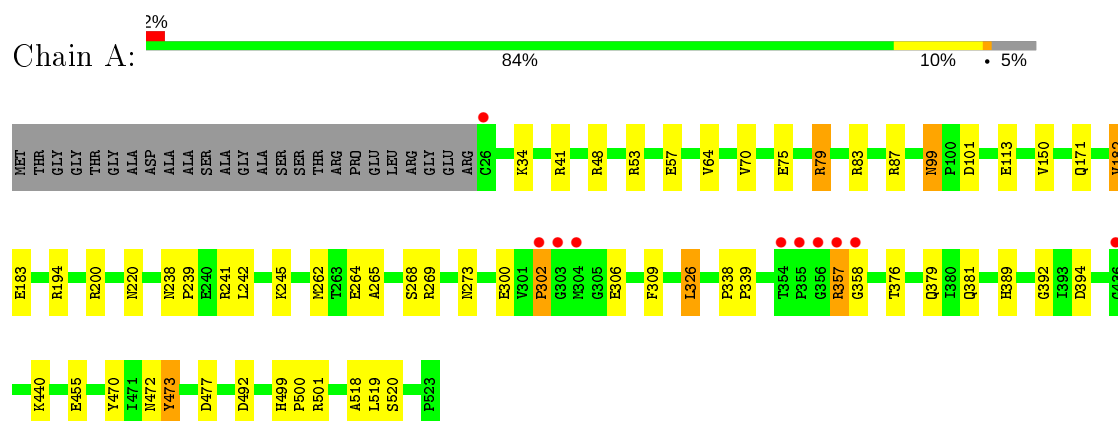 2%
Chain A:
84% 10% • 5%
MET THR GLY GLY THR GLY ALA ASP ALA ALA SER ALA GLY ALA SER SER THR ARG PRO GLU LEU ARG GLY GLU ARG C26 K34 R41 R48 R53 E57 V64 V70 E75 R79 R83 R87 N99 P100 D101 E113 V150 Q171 V182
E183 R194 R200 N220 N238 P239 E240 R241 L242 K245 M262 T263 E264 A265 S268 R269 N273 E300 V301 P302 G303 M304 G305 E306 F309 L326 P338 P339 T354 P355 G356 R357 G358 T376 Q379 I380 Q381 H389 G392 I393 D394
K440 E455 Y470 I471 N472 Y473 D477 D492 H499 P500 R501 A518 L519 S520 P523